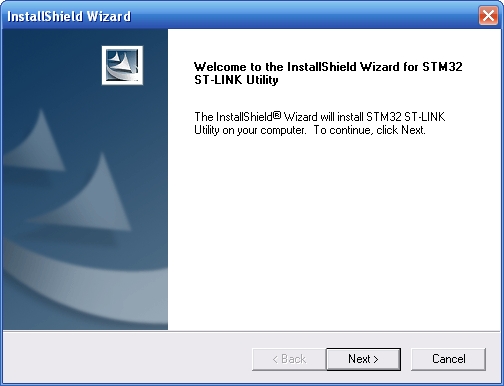 InstallShield Wizard
Welcome to the InstallShield Wizard for STM32
ST-LINK Utility
The InstallShield® Wizard will install STM32 ST-LINK
Utility on your computer.  To continue, click Next.
< Back
Next >
Cancel